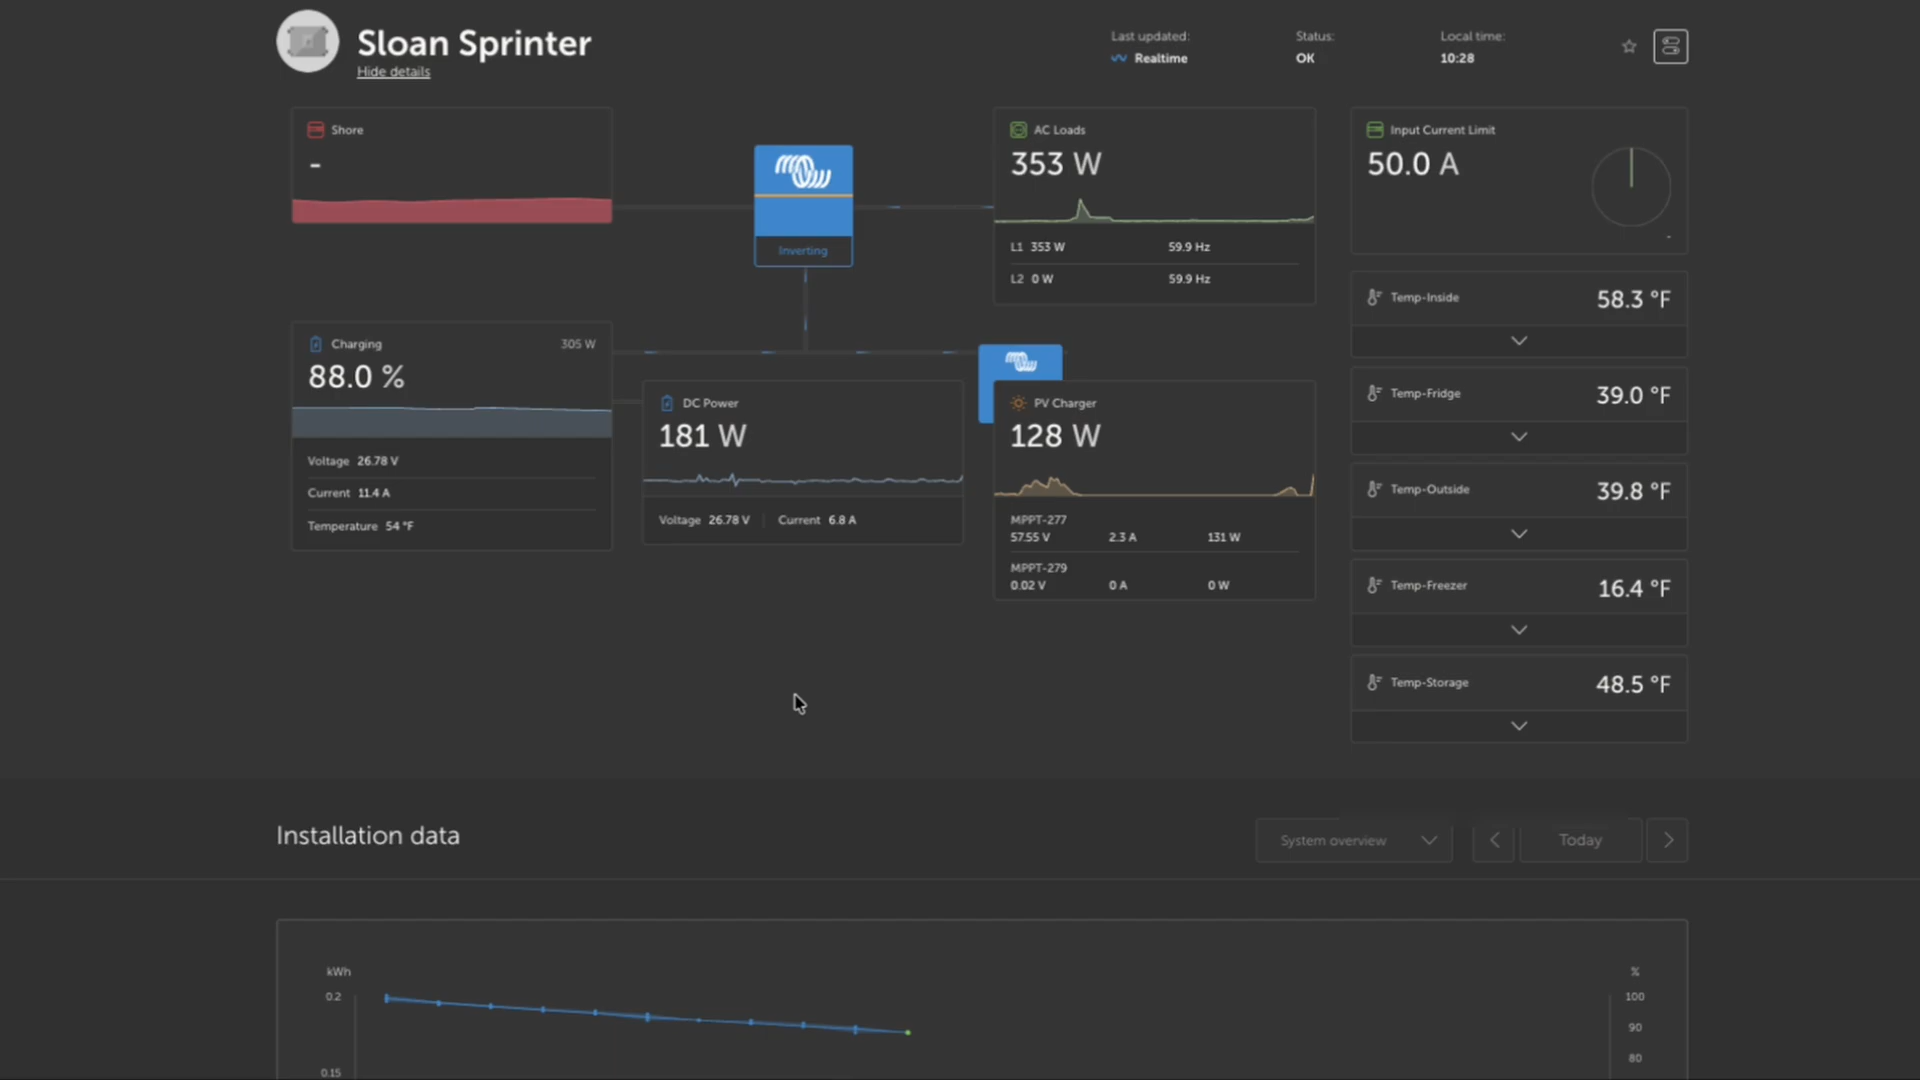 Sloan Sprinter
Hide details
Last updated:
Realtime
Status:
OK
Local time:
10:28
Shore
-
Inverting
AC Loads
353 W
L1 353 W 59.9 Hz
L2 0 W 59.9 Hz
Input Current Limit
50.0 A
-
Charging 305 W
88.0 %
Voltage 26.78 V
Current 11.4 A
Temperature 54 °F
DC Power
181 W
Voltage 26.78 V Current 6.8 A
PV Charger
128 W
MPPT-277
57.55 V 2.3 A 131 W
MPPT-279
0.02 V 0 A 0 W
Temp-Inside 58.3 °F
Temp-Fridge 39.0 °F
Temp-Outside 39.8 °F
Temp-Freezer 16.4 °F
Temp-Storage 48.5 °F
Installation data
System overview
Today
kWh
0.2
0.15
%
100
90
80